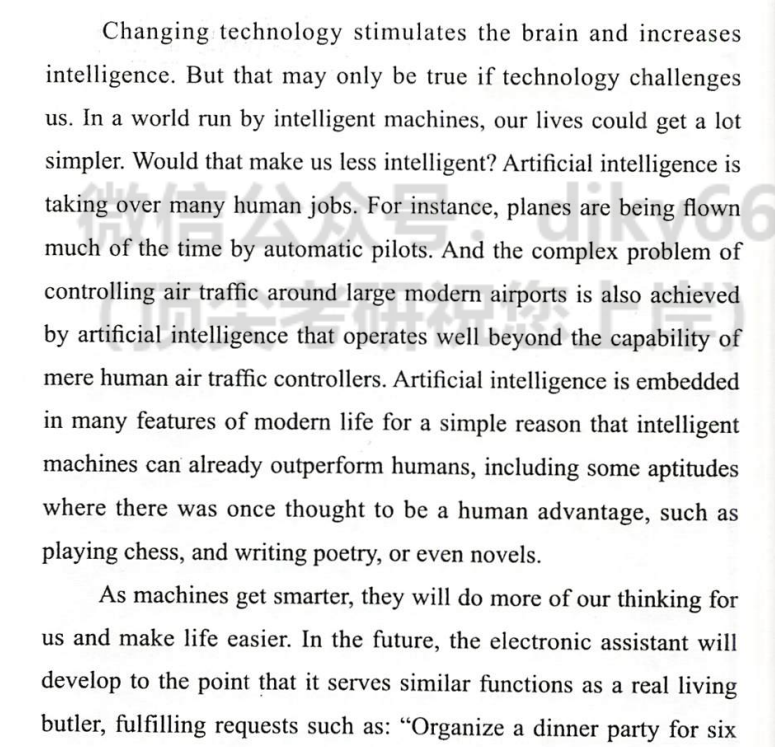 Changing technology stimulates the brain and increases
intelligence. But that may only be true if technology challenges
us. In a world run by intelligent machines, our lives could get a lot
simpler. Would that make us less intelligent? Artificial intelligence is
taking over many human jobs. For instance, planes are being flown
微信公众号：djky66
much of the time by automatic pilots. And the complex problem of
controlling air traffic around large modern airports is also achieved
（顶尖考研祝您上岸）
by artificial intelligence that operates well beyond the capability of
mere human air traffic controllers. Artificial intelligence is embedded
in many features of modern life for a simple reason that intelligent
machines can already outperform humans, including some aptitudes
where there was once thought to be a human advantage, such as
playing chess, and writing poetry, or even novels.
As machines get smarter, they will do more of our thinking for
us and make life easier. In the future, the electronic assistant will
develop to the point that it serves similar functions as a real living
butler, fulfilling requests such as: “Organize a dinner party for six